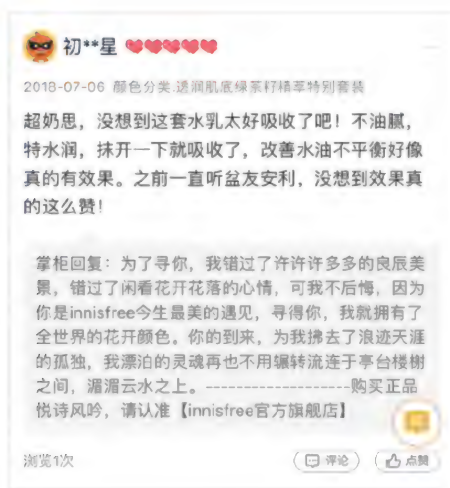 初**星
2018-07-06 颜色分类:透润肌底绿茶籽精萃特别套装
超奶思，没想到这套水乳太好吸收了吧！不油腻，
特水润，抹开一下就吸收了，改善水油不平衡好像
真的有效果。之前一直听盆友安利，没想到效果真
的这么赞！
掌柜回复：为了寻你，我错过了许许多多的良辰美
景，错过了闲看花开花落的心情，可我不后悔，因为
你是innisfree今生最美的遇见，寻得你，我就拥有了
全世界的花开颜色。你的到来，为我拂去了浪迹天涯
的孤独，我漂泊的灵魂再也不用辗转流连于亭台楼榭
之间，湄湄云水之上。-------------------购买正品
悦诗风吟，请认准【innisfree官方旗舰店】
浏览1次
评论 点赞